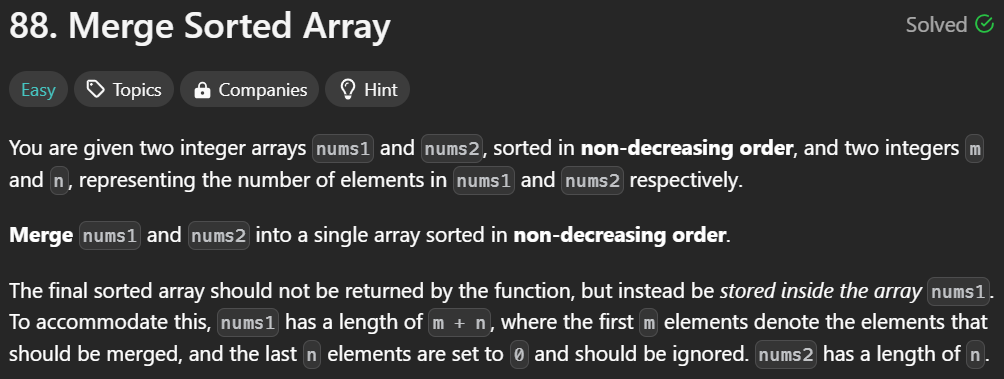 88. Merge Sorted Array
Solved
Easy Topics Companies Hint
You are given two integer arrays nums1 and nums2, sorted in non-decreasing order, and two integers m
and n, representing the number of elements in nums1 and nums2 respectively.
Merge nums1 and nums2 into a single array sorted in non-decreasing order.
The final sorted array should not be returned by the function, but instead be stored inside the array nums1.
To accommodate this, nums1 has a length of m + n, where the first m elements denote the elements that
should be merged, and the last n elements are set to 0 and should be ignored. nums2 has a length of n.